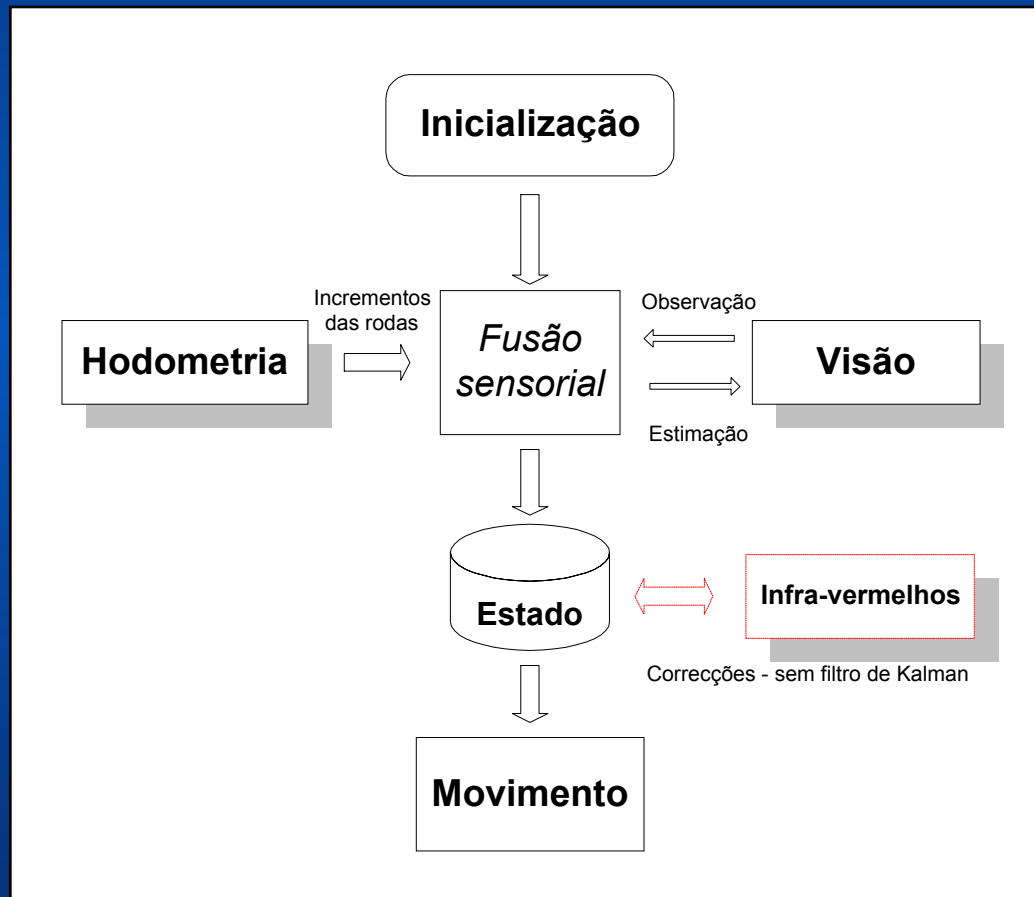 Inicialização
Incrementos
das rodas
Observação
Hodometria
Fusão
sensorial
Visão
Estimação
Estado
Infra-vermelhos
Correcções - sem filtro de Kalman
Movimento